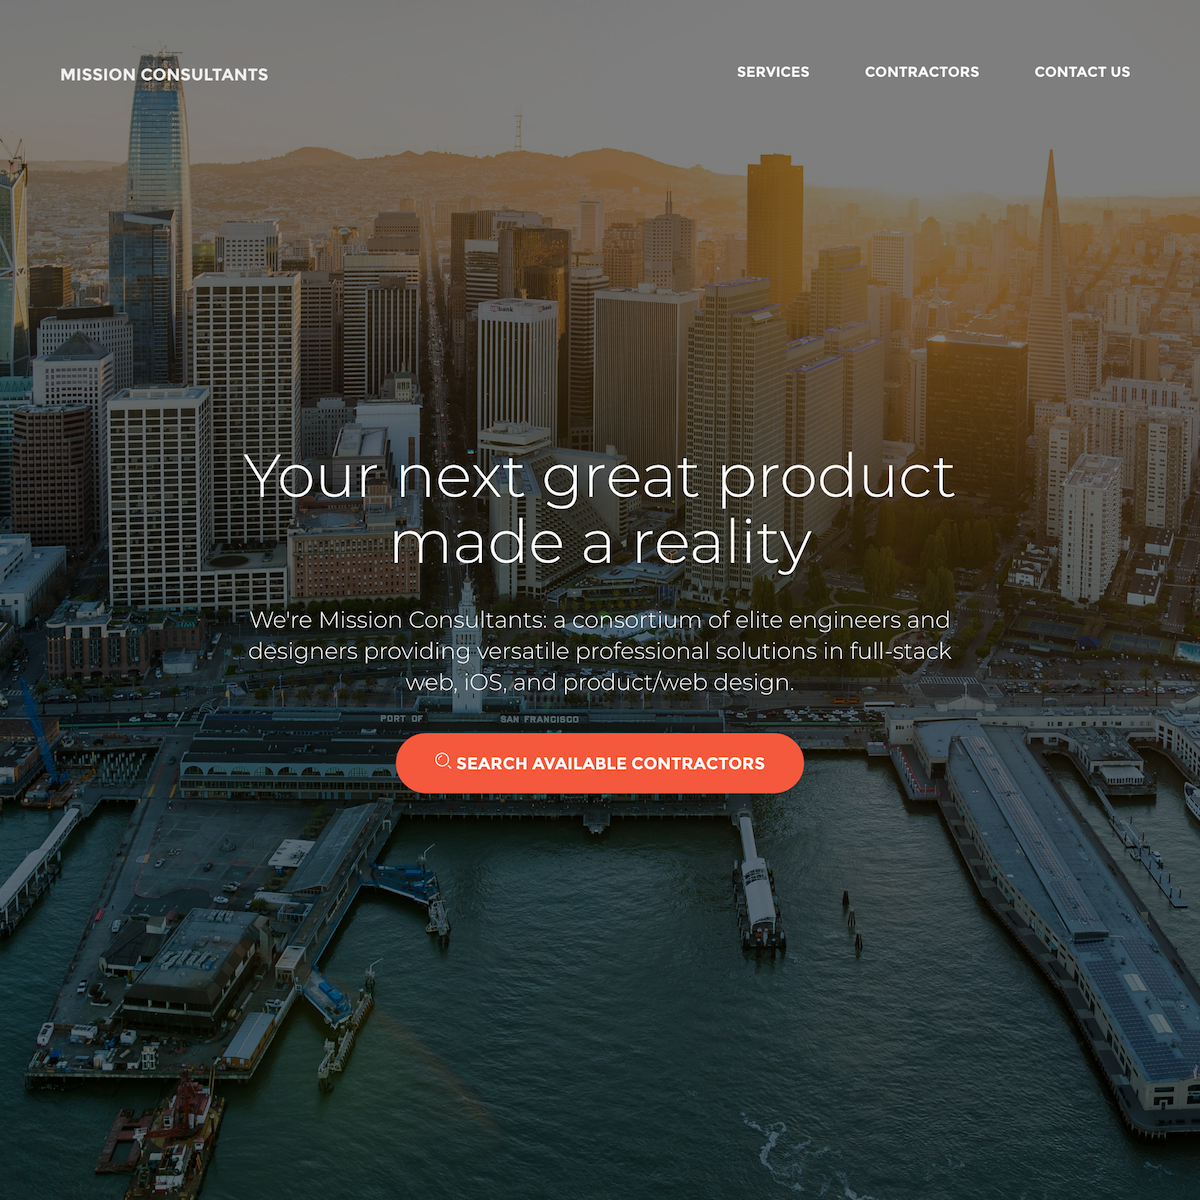 MISSION CONSULTANTS
SERVICES
CONTRACTORS
CONTACT US
bank
Your next great product
made a reality
We're Mission Consultants: a consortium of elite engineers and
designers providing versatile professional solutions in full-stack
web, iOS, and product/web design.
PORT OF SAN FRANCISCO
SEARCH AVAILABLE CONTRACTORS